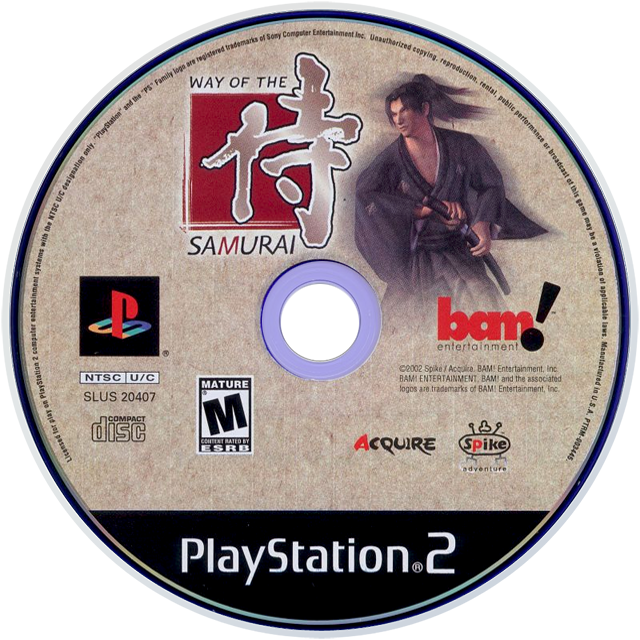 Licensed for play on PlayStation 2 computer entertainment systems with the NTSC U/C designation only. "PlayStation" and the "PS" Family logo are registered trademarks of Sony Computer Entertainment Inc. Unauthorized copying, reproduction, rental, public performance or broadcast of this game may be a violation of applicable laws. Manufactured in U.S.A. PTRM-003445
WAY OF THE
侍
SAMURAI
bam!™
entertainment
©2002 Spike / Acquire. BAM! Entertainment, Inc.
BAM! ENTERTAINMENT, BAM! and the associated
logos are trademarks of BAM! Entertainment, Inc.
®
NTSC U/C
SLUS 20407
COMPACT
disc
MATURE
M
CONTENT RATED BY
ESRB
ACQUIRE
Spike
adventure
PlayStation®2